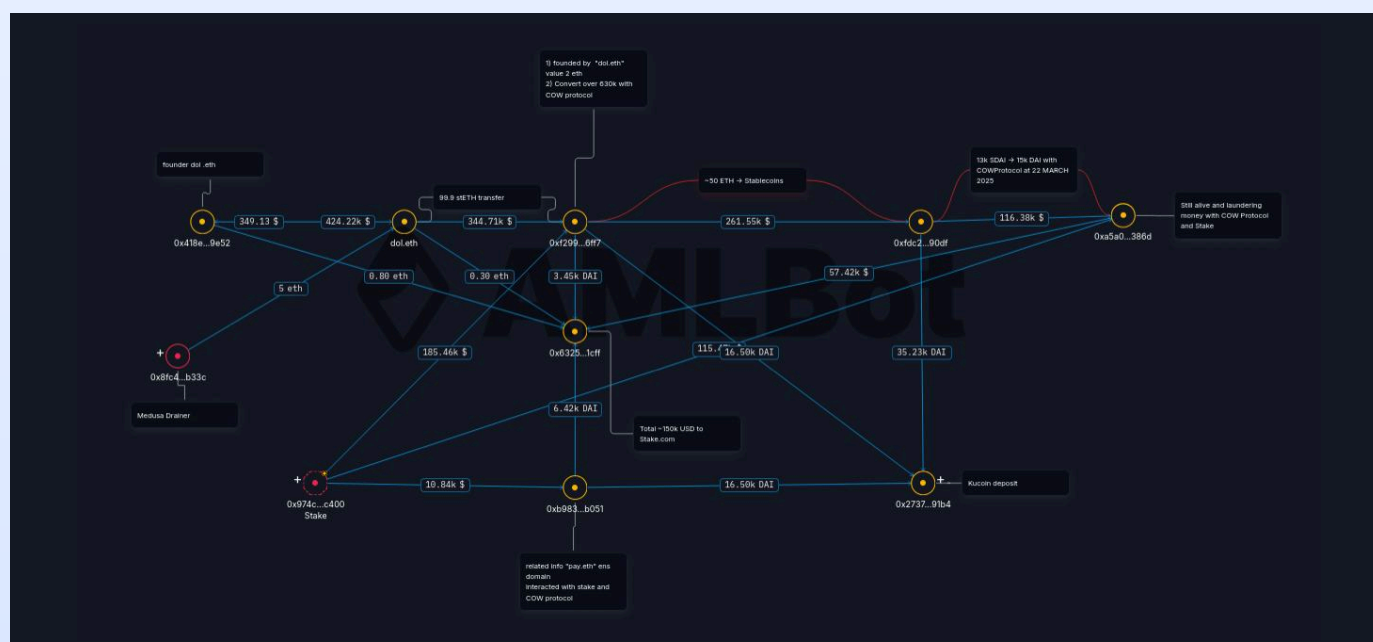 1) founded by "dol.eth"
value 2 eth
2) Convert over 630k with
COW protocol
founder dol .eth
99.9 stETH transfer
~50 ETH → Stablecoins
13k SDAI → 15k DAI with
COWProtocol at 22 MARCH
2025
Still alive and laundering
money with COW Protocol
and Stake
349.13 $
424.22k $
344.71k $
261.55k $
116.38k $
0x418e...9e52
dol.eth
0xf299...6ff7
0xfdc2...90df
0xa5a0...386d
0.80 eth
0.30 eth
3.45k DAI
57.42k $
5 eth
AMLBot
0x8fc4...b33c
Medusa Drainer
0x6325...1cff
185.46k $
16.50k DAI
35.23k DAI
6.42k DAI
Total ~150k USD to
Stake.com
0x974c...c400
Stake
10.84k $
0xb983...b051
16.50k DAI
0x2737...91b4
Kucoin deposit
related info "pay.eth" ens
domain
interacted with stake and
COW protocol